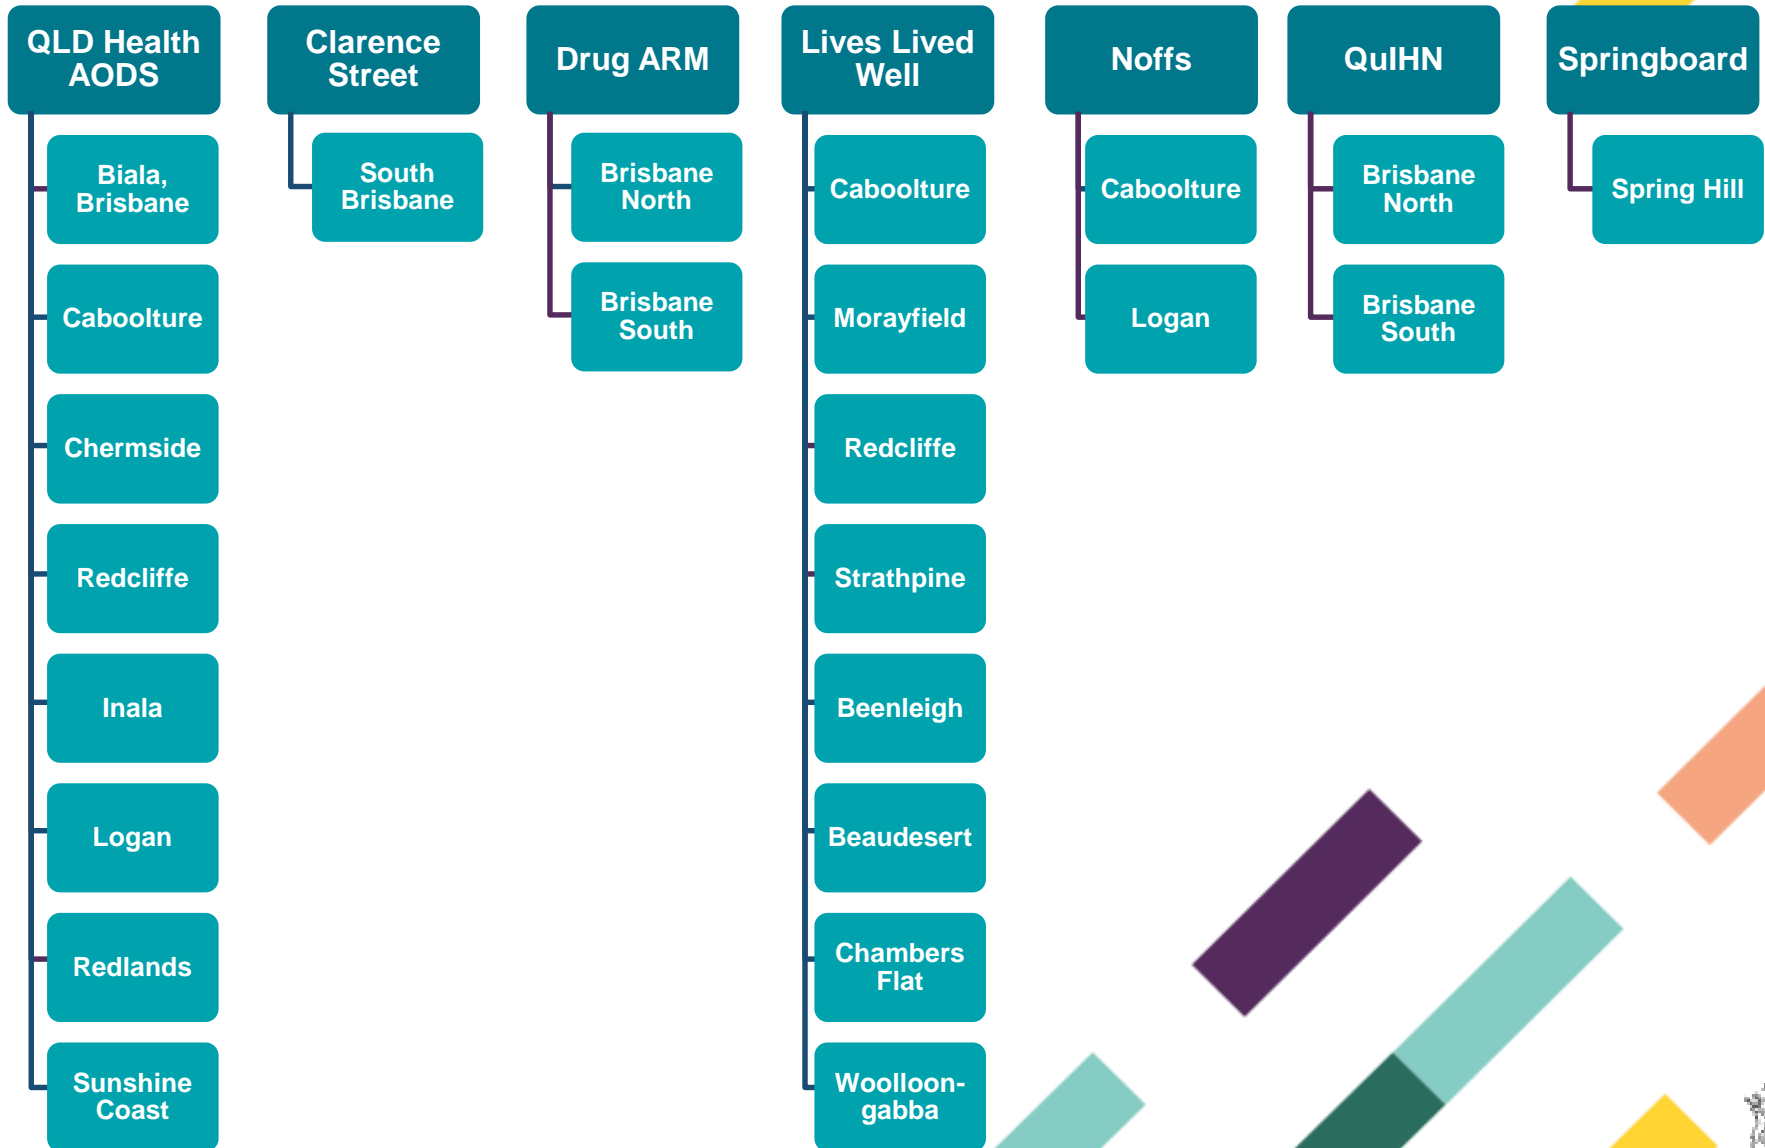 QLD Health
AODS
Biala,
Brisbane
Caboolture
Chermside
Redcliffe
Inala
Logan
Redlands
Sunshine
Coast
Clarence
Street
South
Brisbane
Drug ARM
Brisbane
North
Brisbane
South
Lives Lived
Well
Caboolture
Morayfield
Redcliffe
Strathpine
Beenleigh
Beaudesert
Chambers
Flat
Woolloon-
gabba
Noffs
Caboolture
Logan
QuIHN
Brisbane
North
Brisbane
South
Springboard
Spring Hill